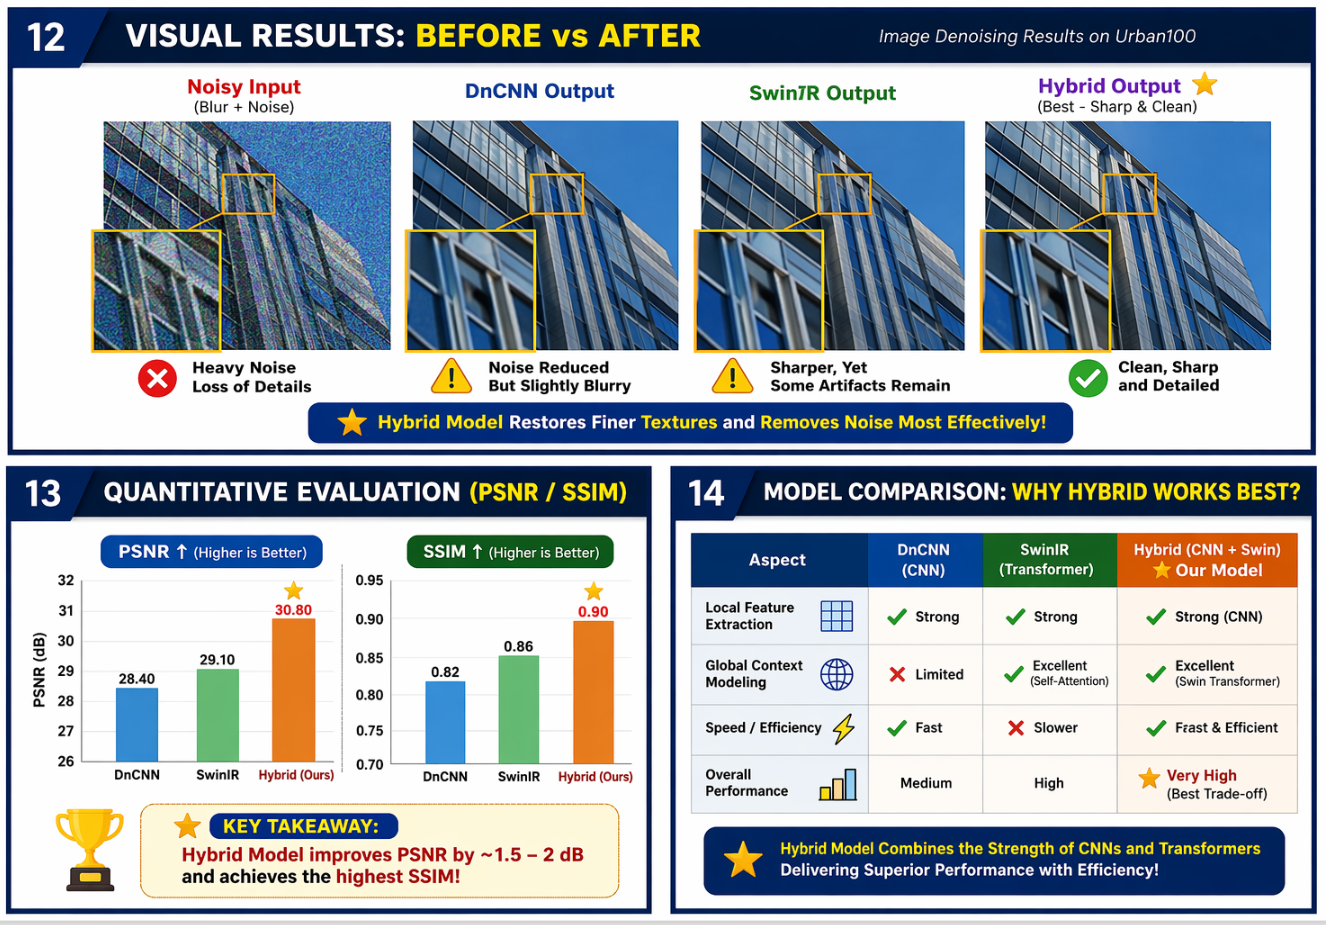 12 VISUAL RESULTS: BEFORE vs AFTER
Image Denoising Results on Urban100
Noisy Input
(Blur + Noise)
DnCNN Output
SwinIR Output
Hybrid Output
(Best - Sharp & Clean)
Heavy Noise
Loss of Details
Noise Reduced
But Slightly Blurry
Sharper, Yet
Some Artifacts Remain
Clean, Sharp
and Detailed
Hybrid Model Restores Finer Textures and Removes Noise Most Effectively!
13 QUANTITATIVE EVALUATION (PSNR / SSIM)
PSNR ↑ (Higher is Better)
PSNR (dB)
32
31
30
29
28
27
26
28.40
29.10
30.80
DnCNN
SwinIR
Hybrid (Ours)
SSIM ↑ (Higher is Better)
0.95
0.90
0.85
0.80
0.75
0.70
0.82
0.86
0.90
DnCNN
SwinIR
Hybrid (Ours)
KEY TAKEAWAY:
Hybrid Model improves PSNR by ~1.5 – 2 dB
and achieves the highest SSIM!
14 MODEL COMPARISON: WHY HYBRID WORKS BEST?
Aspect
DnCNN
(CNN)
SwinIR
(Transformer)
Hybrid (CNN + Swin)
Our Model
Local Feature
Extraction
Strong
Strong
Strong (CNN)
Global Context
Modeling
Limited
Excellent
(Self-Attention)
Excellent
(Swin Transformer)
Speed / Efficiency
Fast
Slower
Frast & Efficient
Overall
Performance
Medium
High
Very High
(Best Trade-off)
Hybrid Model Combines the Strength of CNNs and Transformers
Delivering Superior Performance with Efficiency!